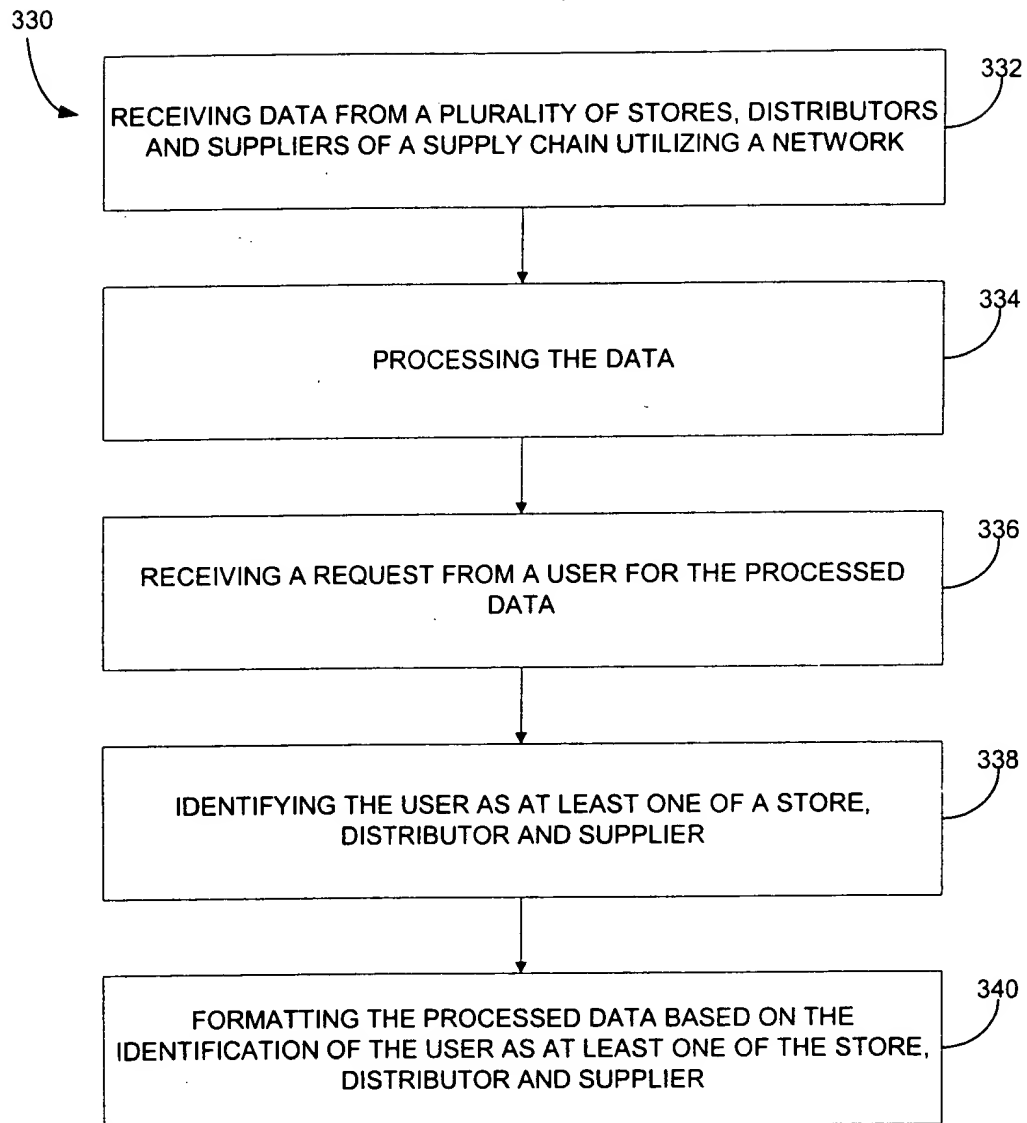 330
332
RECEIVING DATA FROM A PLURALITY OF STORES, DISTRIBUTORS
AND SUPPLIERS OF A SUPPLY CHAIN UTILIZING A NETWORK
334
PROCESSING THE DATA
336
RECEIVING A REQUEST FROM A USER FOR THE PROCESSED
DATA
338
IDENTIFYING THE USER AS AT LEAST ONE OF A STORE,
DISTRIBUTOR AND SUPPLIER
340
FORMATTING THE PROCESSED DATA BASED ON THE
IDENTIFICATION OF THE USER AS AT LEAST ONE OF THE STORE,
DISTRIBUTOR AND SUPPLIER